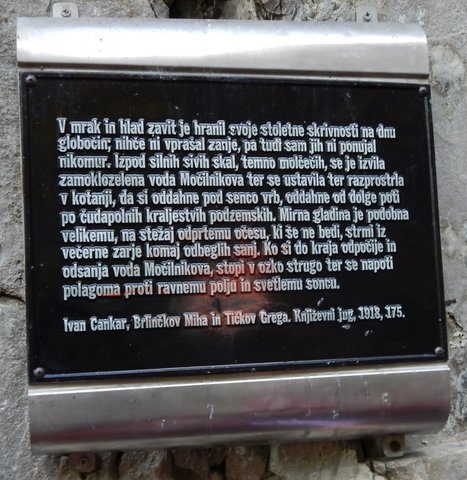 V mrak in hlad zavit je hranil svoje stoletne skrivnosti na dnu
globočin; nihče ni vprašal zanje, pa tudi sam jih ni ponujal
nikomur. Izpod silnih sivih skal, temno molčečih, se je izvila
zamoklozelena voda Močilnikova ter se ustavila ter razprostrla
v kotanji, da si oddahne pod senco vrb, oddahne od dolge poti
po čudapolnih kraljestvih podzemskih. Mirna gladina je podobna
velikemu, na stežaj odprtemu očesu, ki še ne bedi, strmi iz
večerne zarje komaj odbeglih sanj. Ko si do kraja odpočije in
odsanja voda Močilnikova, stopi v ozko strugo ter se napoti
polagoma proti ravnemu polju in svetlemu soncu.
Ivan Cankar, Brlinčkov Miha in Tičkov Grega. Književni jug, 1918, 175.